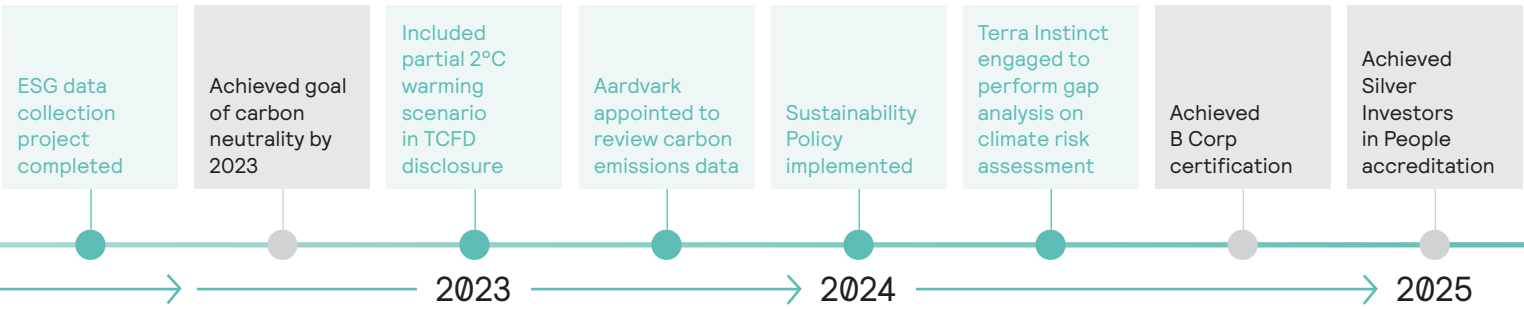 ESG data
collection
project
completed
Achieved goal
of carbon
neutrality by
2023
Included
partial 2°C
warming
scenario
in TCFD
disclosure
Aardvark
appointed to
review carbon
emissions data
Sustainability
Policy
implemented
Terra Instinct
engaged to
perform gap
analysis on
climate risk
assessment
Achieved
B Corp
certification
Achieved
Silver
Investors
in People
accreditation
2023
2024
2025